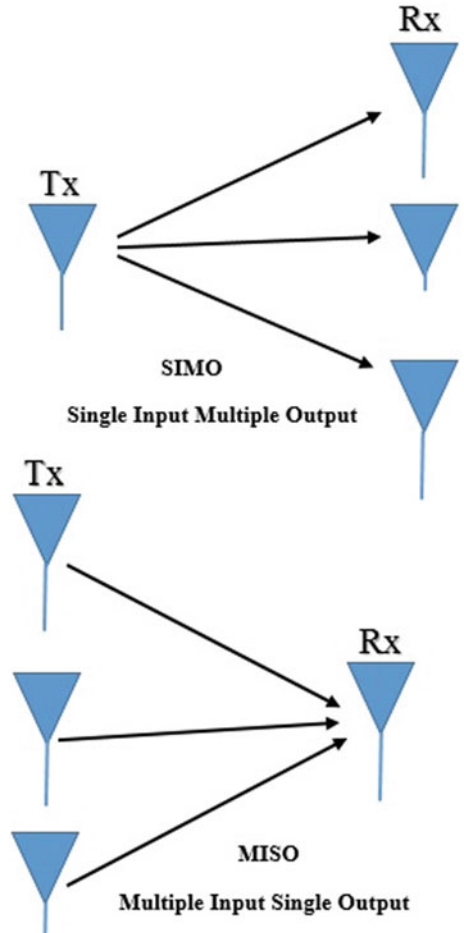 Rx
Tx
SIMO
Single Input Multiple Output
Tx
Rx
MISO
Multiple Input Single Output